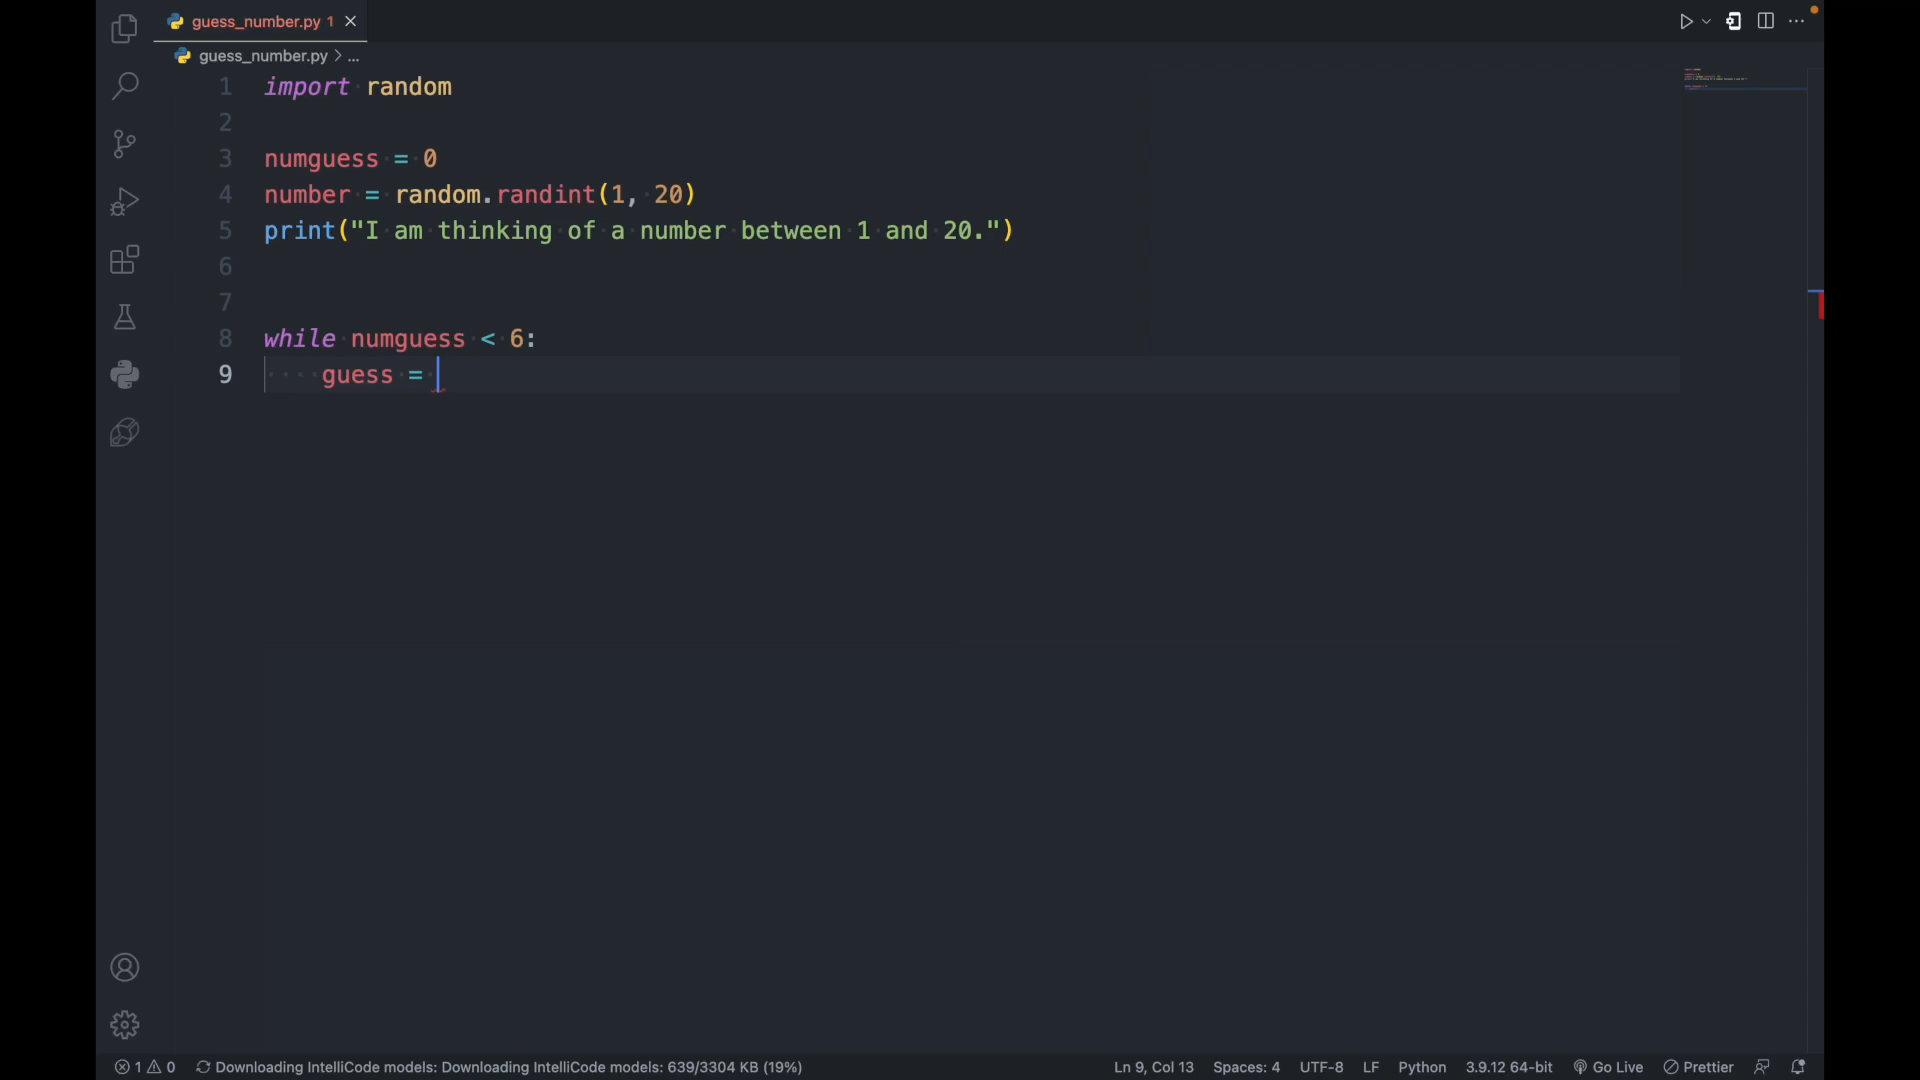 guess_number.py 1
guess_number.py > ...
1 import random
2
3 numguess = 0
4 number = random.randint(1, 20)
5 print("I am thinking of a number between 1 and 20.")
6
7
8 while numguess < 6:
9     guess =
1 0 Downloading IntelliCode models: Downloading IntelliCode models: 639/3304 KB (19%) Ln 9, Col 13 Spaces: 4 UTF-8 LF Python 3.9.12 64-bit Go Live Prettier